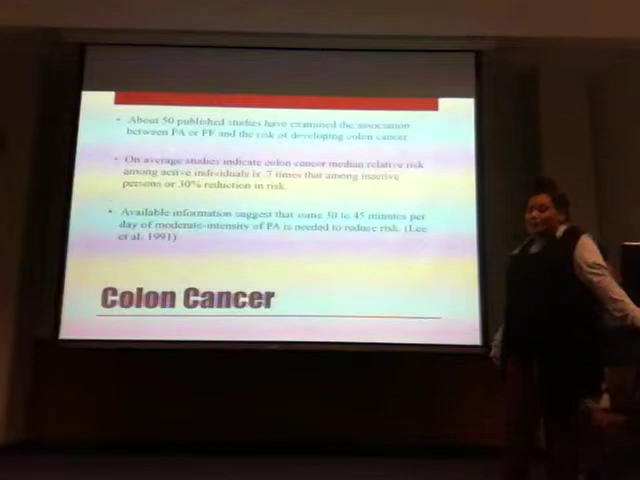 • About 50 published studies have examined the association
between PA or PF and the risk of developing colon cancer
• On average studies indicate colon cancer median relative risk
among active individuals is .7 times that among inactive
persons or 30% reduction in risk.
• Available information suggest that some 30 to 45 minutes per
day of moderate-intensity of PA is needed to reduce risk. (Lee
et al. 1991)
Colon Cancer